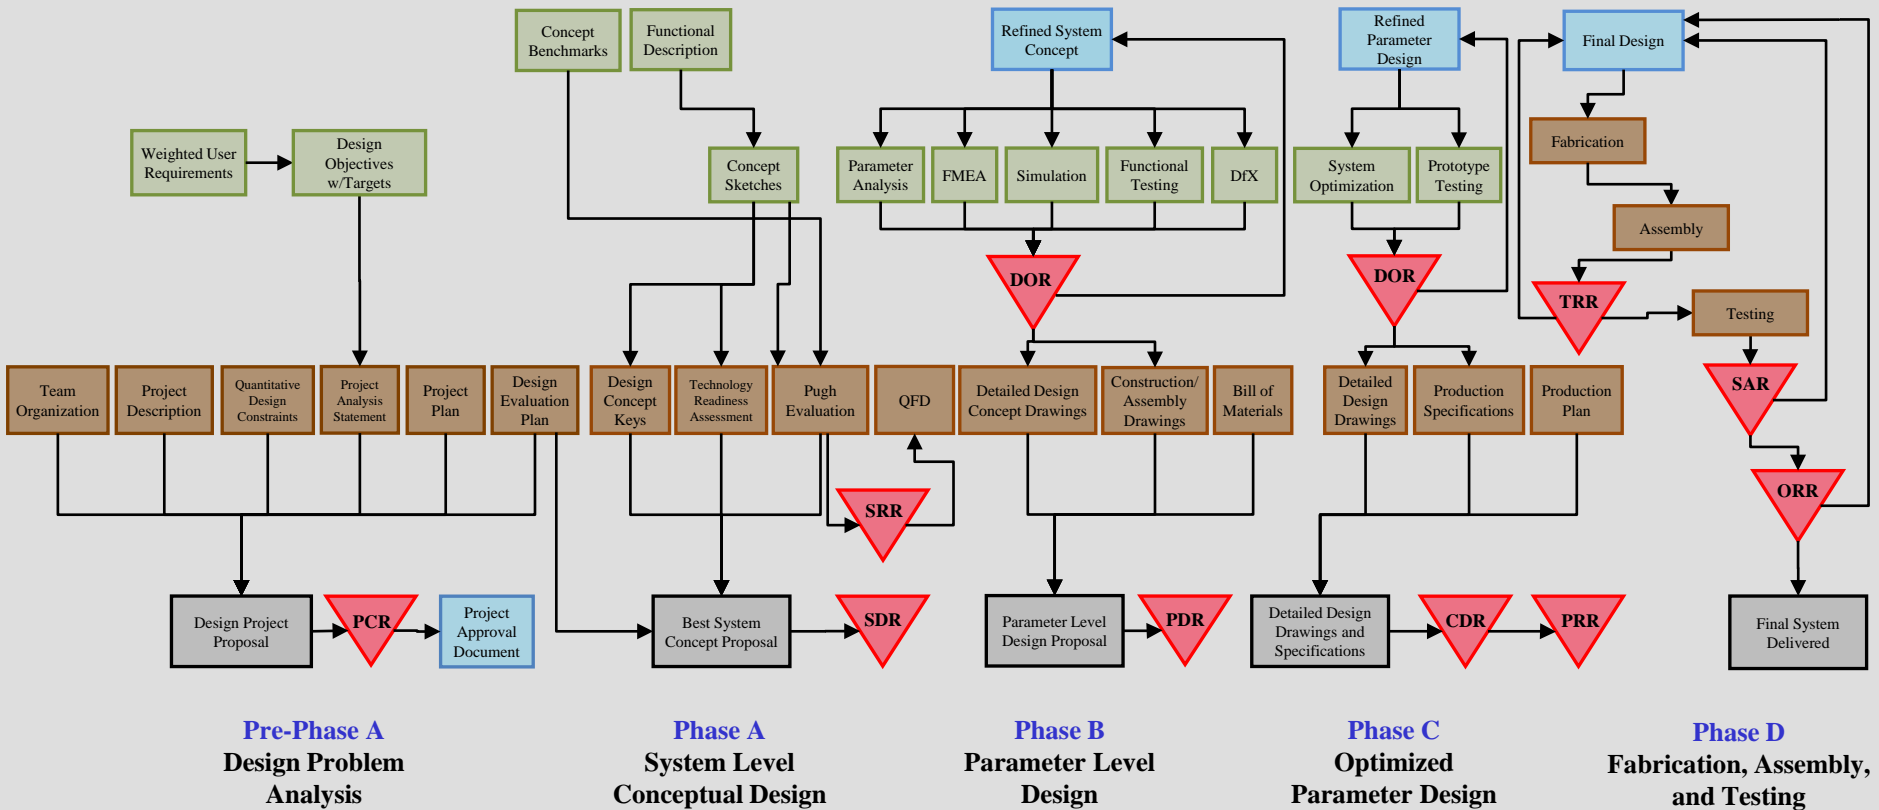 Concept
Benchmarks
Functional
Description
Refined System
Concept
Refined
Parameter
Design
Final Design
Weighted User
Requirements
Design
Objectives
w/Targets
Concept
Sketches
Parameter
Analysis
FMEA
Simulation
Functional
Testing
DfX
System
Optimization
Prototype
Testing
Fabrication
Assembly
DOR
DOR
TRR
Testing
Team
Organization
Project
Description
Quantitative
Design
Constraints
Project
Analysis
Statement
Project
Plan
Design
Evaluation
Plan
Design
Concept
Keys
Technology
Readiness
Assessment
Pugh
Evaluation
QFD
Detailed Design
Concept Drawings
Construction/
Assembly
Drawings
Bill of
Materials
Detailed
Design
Drawings
Production
Specifications
Production
Plan
SAR
SRR
ORR
Design Project
Proposal
PCR
Project
Approval
Document
Best System
Concept Proposal
SDR
Parameter Level
Design Proposal
PDR
Detailed Design
Drawings and
Specifications
CDR
PRR
Final System
Delivered
Pre-Phase A
Design Problem
Analysis
Phase A
System Level
Conceptual Design
Phase B
Parameter Level
Design
Phase C
Optimized
Parameter Design
Phase D
Fabrication, Assembly,
and Testing